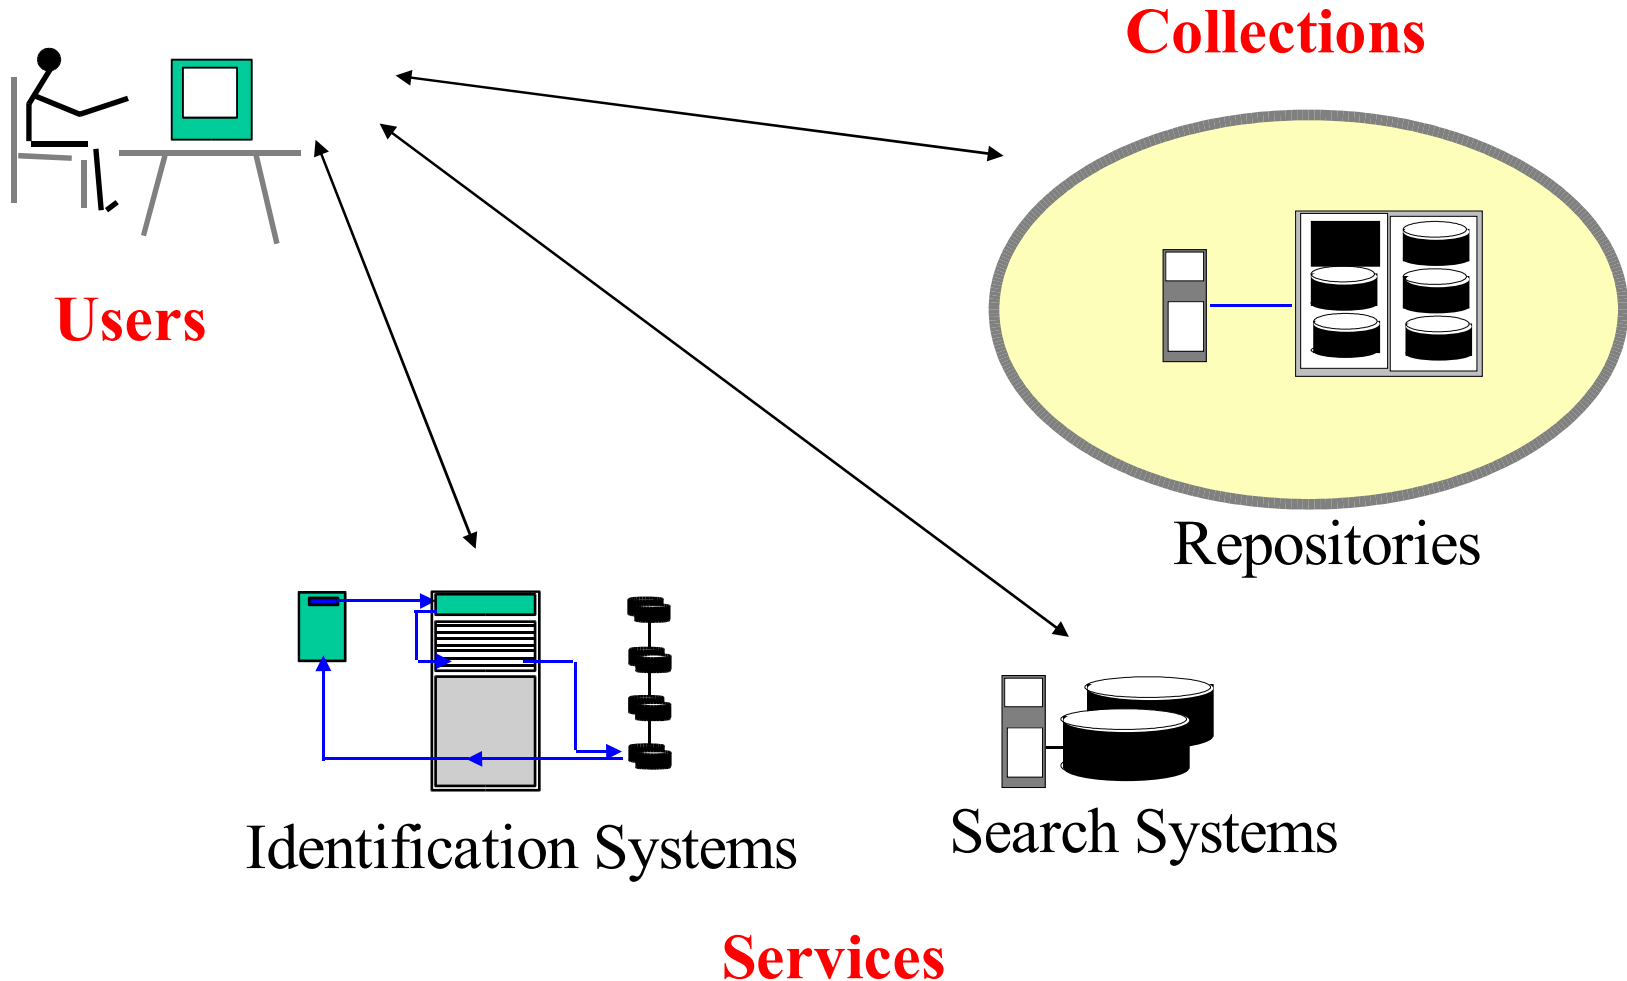 Collections
Users
Repositories
Search Systems
Identification Systems
Services